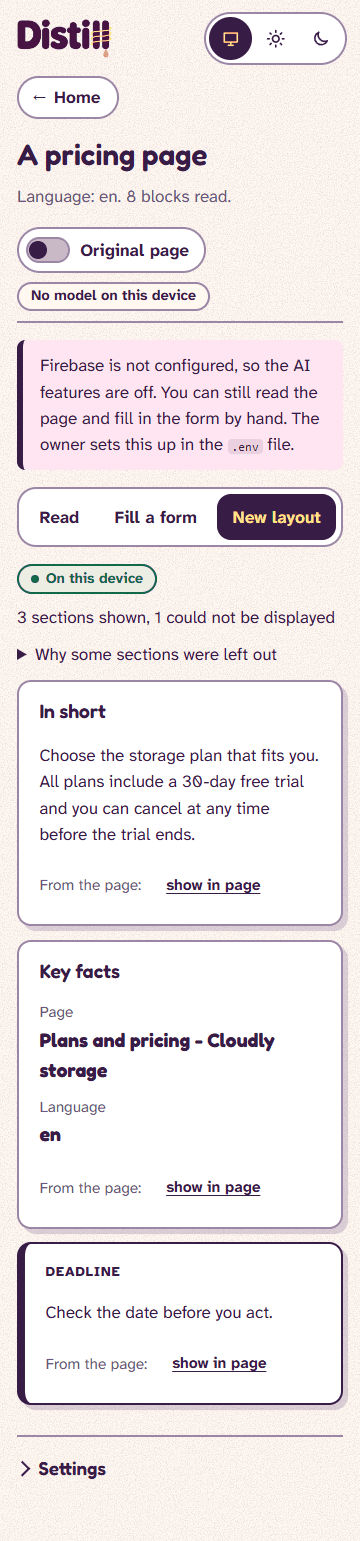 Distill
← Home
A pricing page
Language: en. 8 blocks read.
Original page
No model on this device
Firebase is not configured, so the AI
features are off. You can still read the
page and fill in the form by hand. The
owner sets this up in the .env file.
Read Fill a form New layout
On this device
3 sections shown, 1 could not be displayed
Why some sections were left out
In short
Choose the storage plan that fits you.
All plans include a 30-day free trial
and you can cancel at any time
before the trial ends.
From the page: show in page
Key facts
Page
Plans and pricing - Cloudly
storage
Language
en
From the page: show in page
DEADLINE
Check the date before you act.
From the page: show in page
Settings